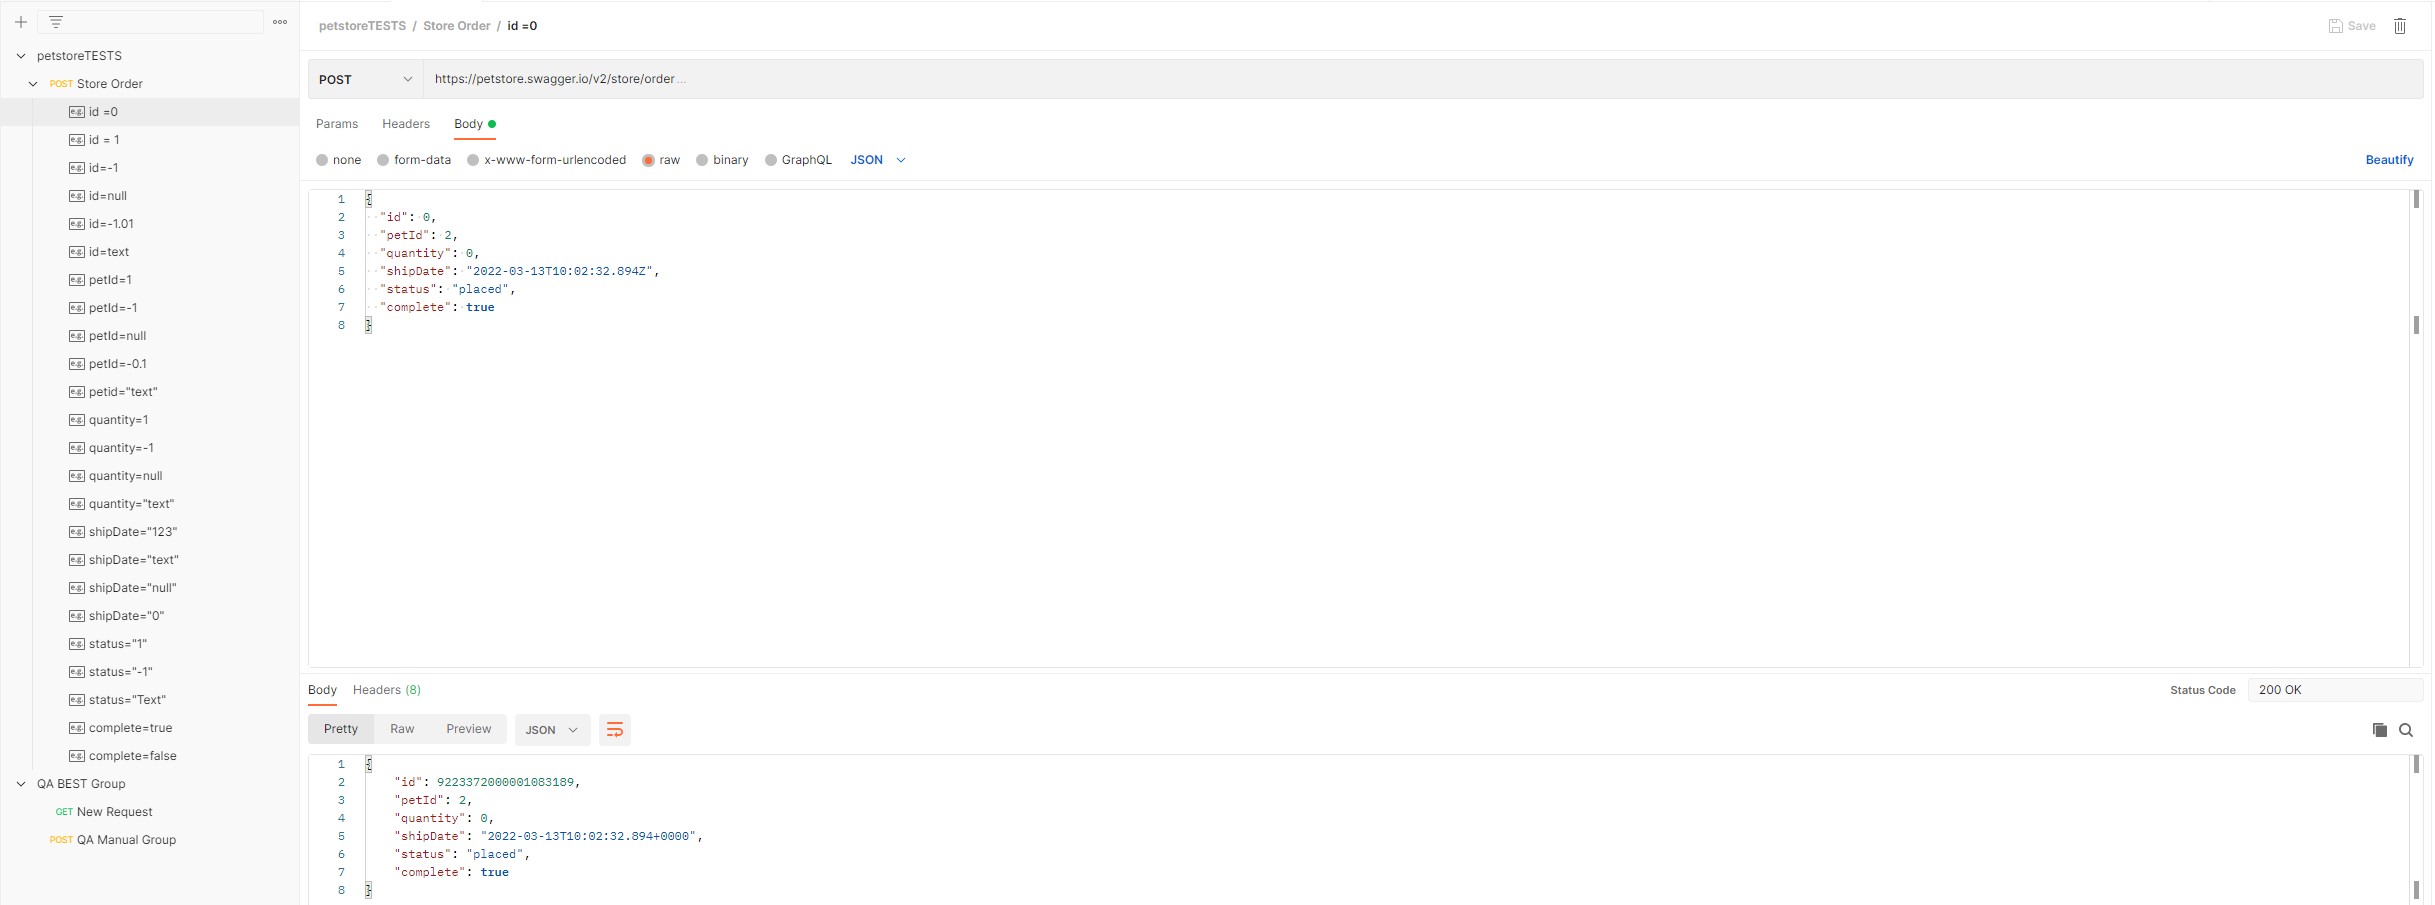 petstoreTESTS
POST Store Order
e.g. id =0
e.g. id = 1
e.g. id=-1
e.g. id=null
e.g. id=-1.01
e.g. id=text
e.g. petId=1
e.g. petId=-1
e.g. petId=null
e.g. petId=-0.1
e.g. petid="text"
e.g. quantity=1
e.g. quantity=-1
e.g. quantity=null
e.g. quantity="text"
e.g. shipDate="123"
e.g. shipDate="text"
e.g. shipDate="null"
e.g. shipDate="0"
e.g. status="1"
e.g. status="-1"
e.g. status="Text"
e.g. complete=true
e.g. complete=false
QA BEST Group
GET New Request
POST QA Manual Group
petstoreTESTS / Store Order / id =0
Save
POST https://petstore.swagger.io/v2/store/order ...
Params Headers Body
none form-data x-www-form-urlencoded raw binary GraphQL JSON Beautify
1 {
2 "id": 0,
3 "petId": 2,
4 "quantity": 0,
5 "shipDate": "2022-03-13T10:02:32.894Z",
6 "status": "placed",
7 "complete": true
8 }
Body Headers (8) Status Code 200 OK
Pretty Raw Preview JSON
1 {
2 "id": 9223372000001083189,
3 "petId": 2,
4 "quantity": 0,
5 "shipDate": "2022-03-13T10:02:32.894+0000",
6 "status": "placed",
7 "complete": true
8 }